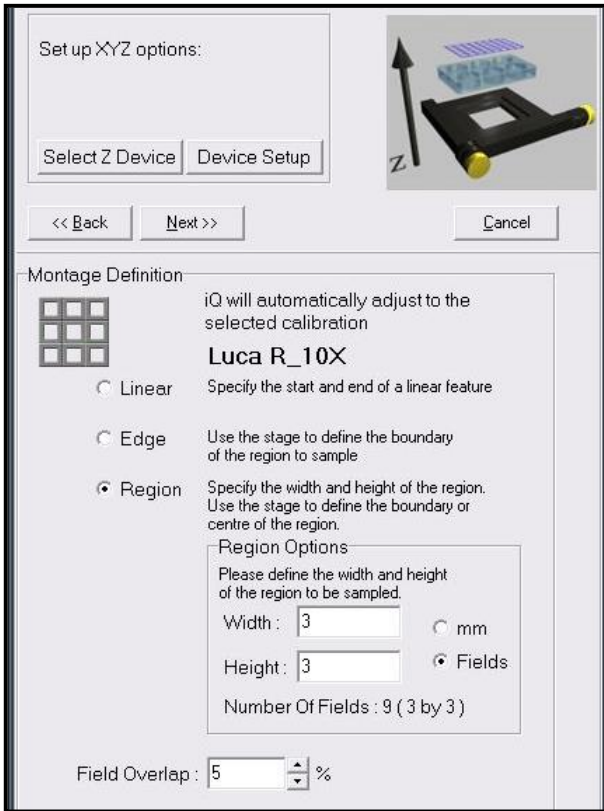 Set up XYZ options:
Select Z Device
Device Setup
Z
<< Back
Next >>
Cancel
Montage Definition
iQ will automatically adjust to the
selected calibration
Luca R_10X
Linear
Specify the start and end of a linear feature
Edge
Use the stage to define the boundary
of the region to sample
Region
Specify the width and height of the region.
Use the stage to define the boundary or
centre of the region.
Region Options
Please define the width and height
of the region to be sampled.
Width : 3
mm
Height : 3
Fields
Number Of Fields : 9 ( 3 by 3 )
Field Overlap : 5 %